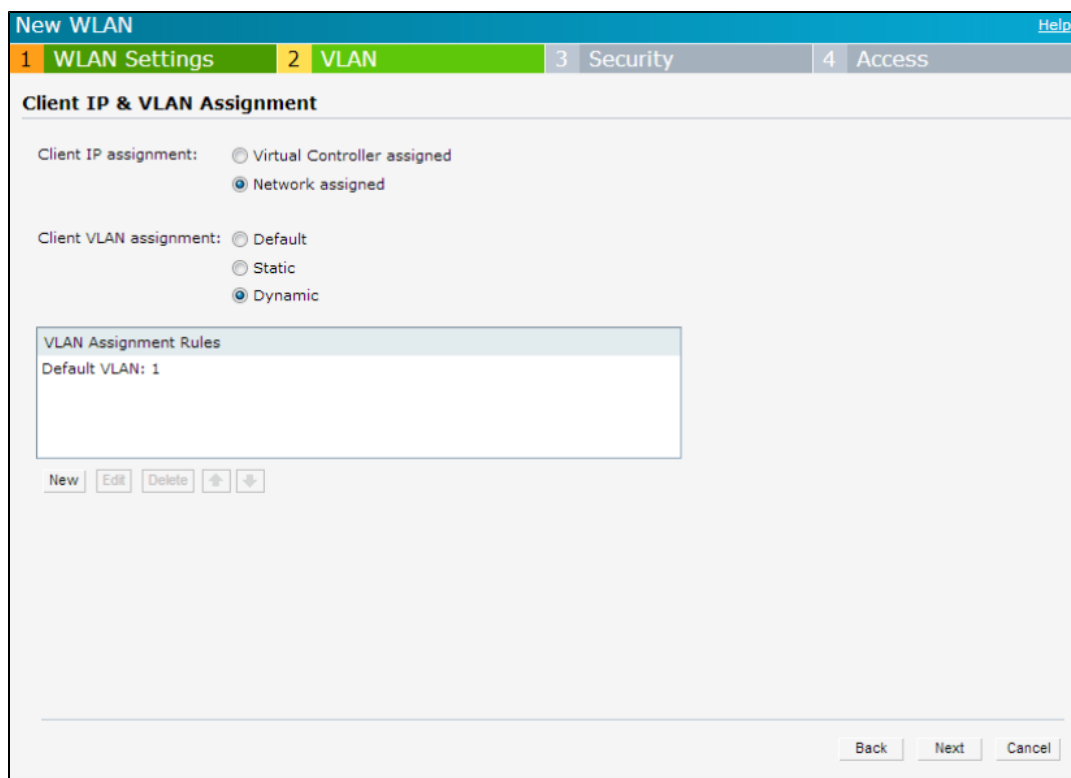 New WLAN Help
1 WLAN Settings 2 VLAN 3 Security 4 Access
Client IP & VLAN Assignment
Client IP assignment: Virtual Controller assigned
Network assigned
Client VLAN assignment: Default
Static
Dynamic
VLAN Assignment Rules
Default VLAN: 1
New Edit Delete
Back Next Cancel